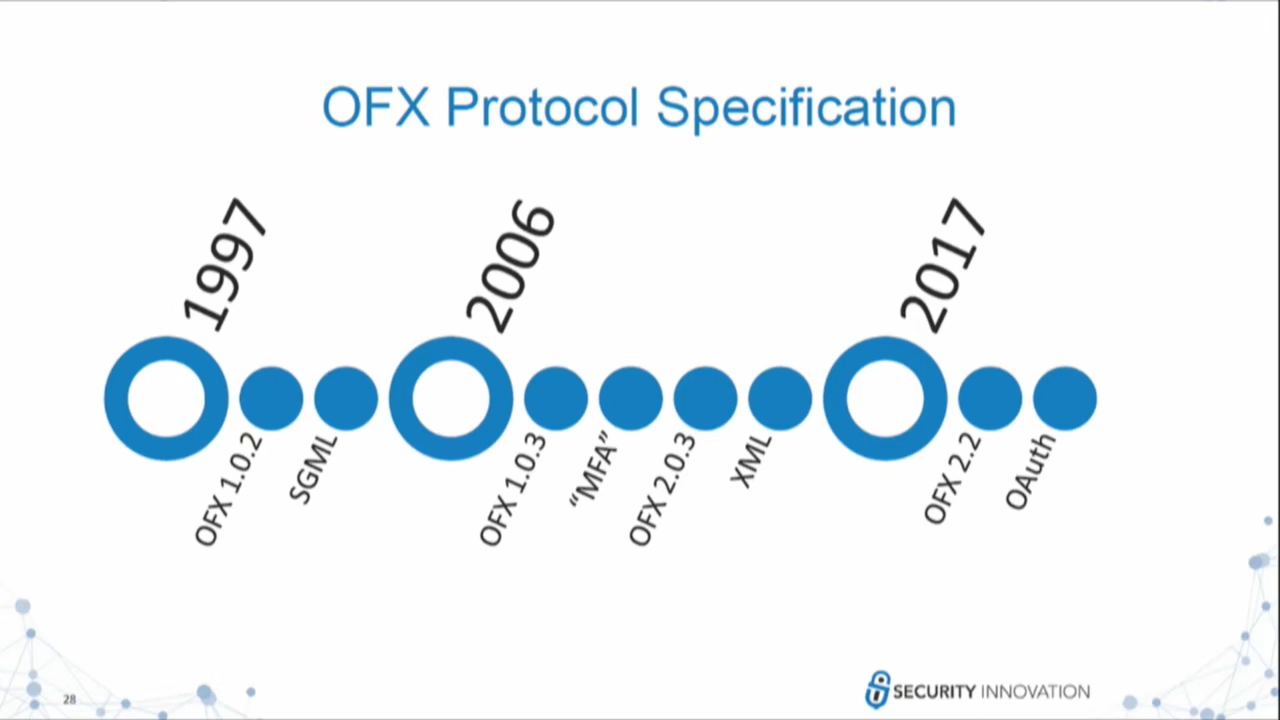 OFX Protocol Specification
1997
2006
2017
OFX 1.0.2
SGML
OFX 1.0.3
“MFA”
OFX 2.0.3
XML
OFX 2.2
OAuth
28
SECURITY INNOVATION